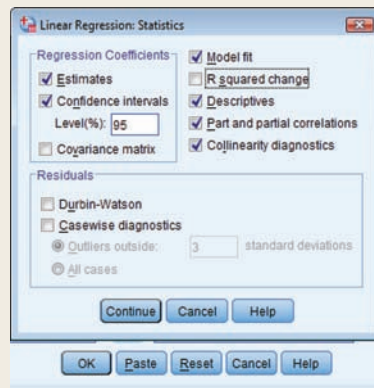 Linear Regression: Statistics
Regression Coefficients
Estimates
Confidence intervals
Level(%): 95
Covariance matrix
Model fit
R squared change
Descriptives
Part and partial correlations
Collinearity diagnostics
Residuals
Durbin-Watson
Casewise diagnostics
Outliers outside: 3 standard deviations
All cases
Continue Cancel Help
OK Paste Reset Cancel Help